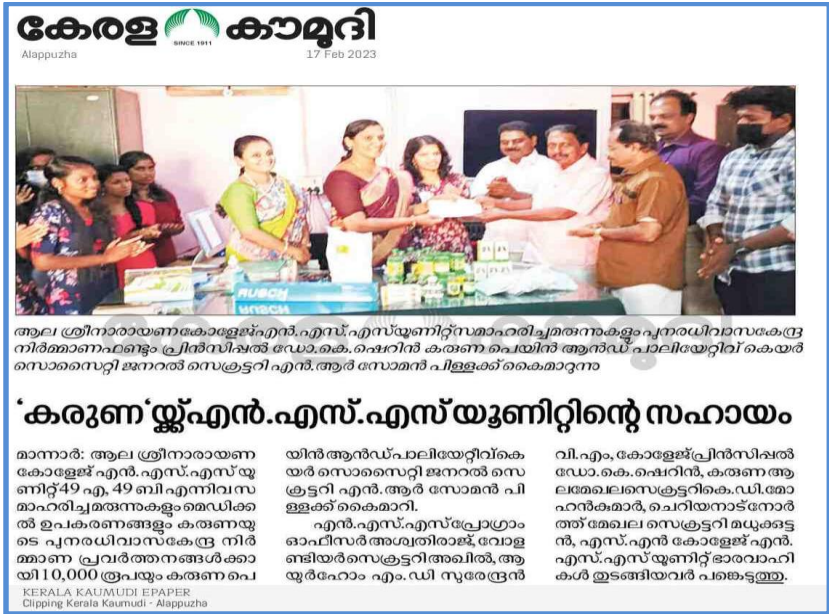 കേരള കൗമുദി
SINCE 1911
Alappuzha
17 Feb 2023
RUSCH
ആല ശ്രീനാരായണകോളേജ് എൻ.എസ്.എസ് യൂണിറ്റ് സമാഹരിച്ച മരുന്നുകളും പുനരധിവാസകേന്ദ്ര
നിർമ്മാണഫണ്ടും പ്രിൻസിപ്പൽ ഡോ.കെ.ഷെറിൻ കരുണ പെയിൻ ആൻഡ് പാലിയേറ്റിവ് കെയർ
സൊസൈറ്റി ജനറൽ സെക്രട്ടറി എൻ.ആർ സോമൻ പിള്ളക്ക് കൈമാറുന്നു
'കരുണ'യ്ക്ക് എൻ.എസ്.എസ് യൂണിറ്റിന്റെ സഹായം
മാന്നാർ: ആല ശ്രീനാരായണ
കോളേജ് എൻ.എസ്.എസ് യൂ
ണിറ്റ് 49 എ, 49 ബി എന്നിവ സ
മാഹരിച്ച മരുന്നുകളും മെഡിക്ക
ൽ ഉപകരണങ്ങളും കരുണയു
ടെ പുനരധിവാസകേന്ദ്ര നിർ
മ്മാണ പ്രവർത്തനങ്ങൾക്കാ
യി 10,000 രൂപയും കരുണ പെ
യിൻ ആൻഡ് പാലിയേറ്റീവ് കെ
യർ സൊസൈറ്റി ജനറൽ സെ
ക്രട്ടറി എൻ.ആർ സോമൻ പി
ള്ളക്ക് കൈമാറി.
എൻ.എസ്.എസ് പ്രോഗ്രാം
ഓഫീസർ അശ്വതിരാജ്, വോള
ണ്ടിയർ സെക്രട്ടറി അഖിൽ, ആ
യുർഹോം എം.ഡി സുരേന്ദ്രൻ
വി.എം, കോളേജ് പ്രിൻസിപ്പൽ
ഡോ.കെ.ഷെറിൻ, കരുണ ആ
ല മേഖല സെക്രട്ടറി കെ.ഡി.മോ
ഹൻകുമാർ, ചെറിയനാട് നോർ
ത്ത് മേഖല സെക്രട്ടറി മധുക്കുട്ട
ൻ, എസ്.എൻ കോളേജ് എൻ.
എസ്.എസ് യൂണിറ്റ് ഭാരവാഹി
കൾ തുടങ്ങിയവർ പങ്കെടുത്തു.
KERALA KAUMUDI EPAPER
Clipping Kerala Kaumudi - Alappuzha